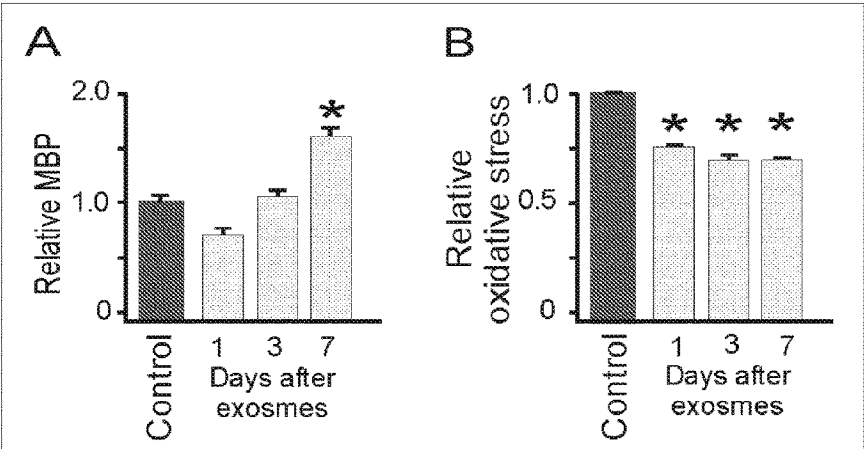 A
Relative MBP
2.0
1.0
0
*
Control
1 3 7
Days after
exosmes
B
Relative
oxidative stress
1.0
0.5
0
* * *
Control
1 3 7
Days after
exosmes